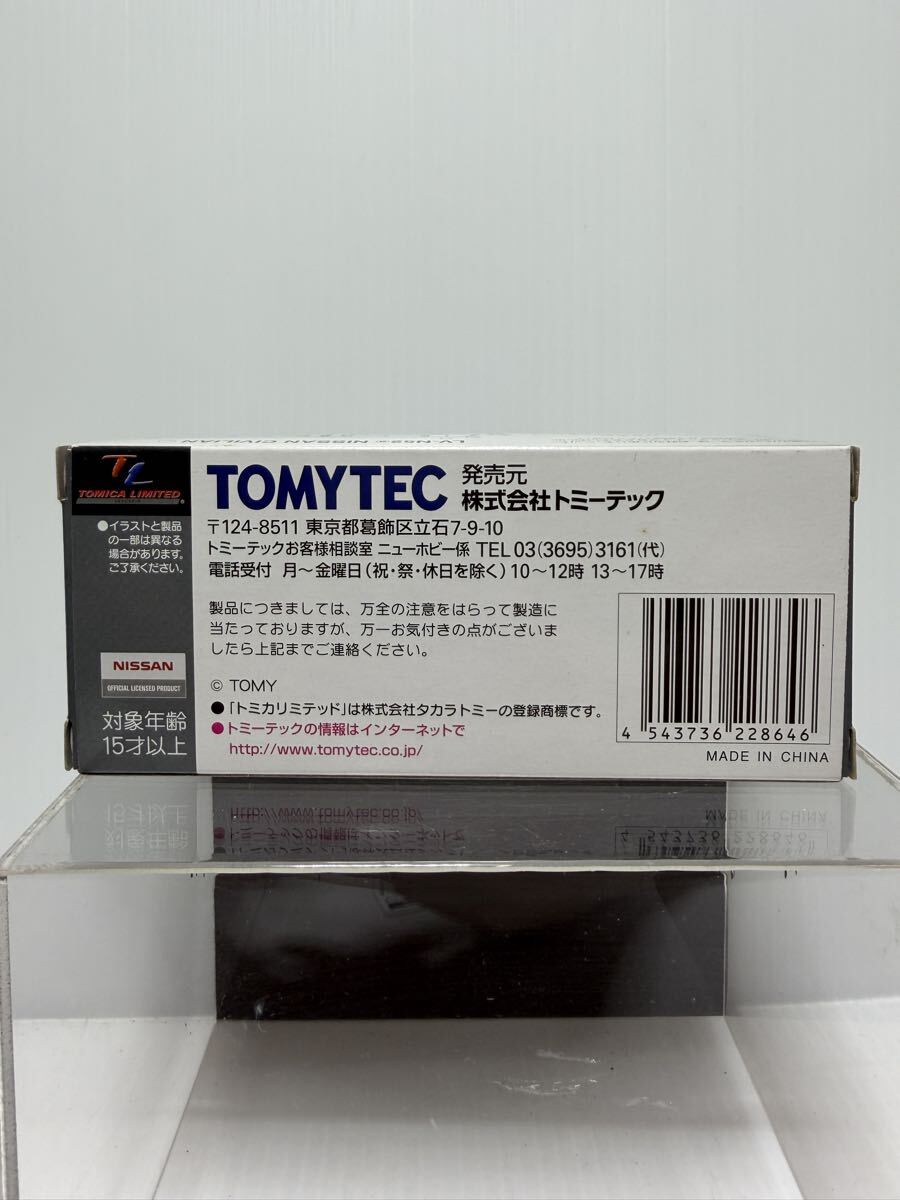 LV-N52a NISSAN CIVILIAN
TL
TOMICA LIMITED
●イラストと製品
の一部は異なる
場合があります。
ご了承ください。
NISSAN
OFFICIAL LICENSED PRODUCT
対象年齢
15才以上
TOMYTEC
発売元
株式会社トミーテック
〒124-8511 東京都葛飾区立石7-9-10
トミーテックお客様相談室 ニューホビー係 TEL 03(3695)3161(代)
電話受付 月〜金曜日(祝・祭・休日を除く) 10〜12時 13〜17時
製品につきましては、万全の注意をはらって製造に
当たっておりますが、万一お気付きの点がございま
したら上記までご連絡ください。
© TOMY
●「トミカリミテッド」は株式会社タカラトミーの登録商標です。
●トミーテックの情報はインターネットで
http://www.tomytec.co.jp/
4 543736 228646
MADE IN CHINA